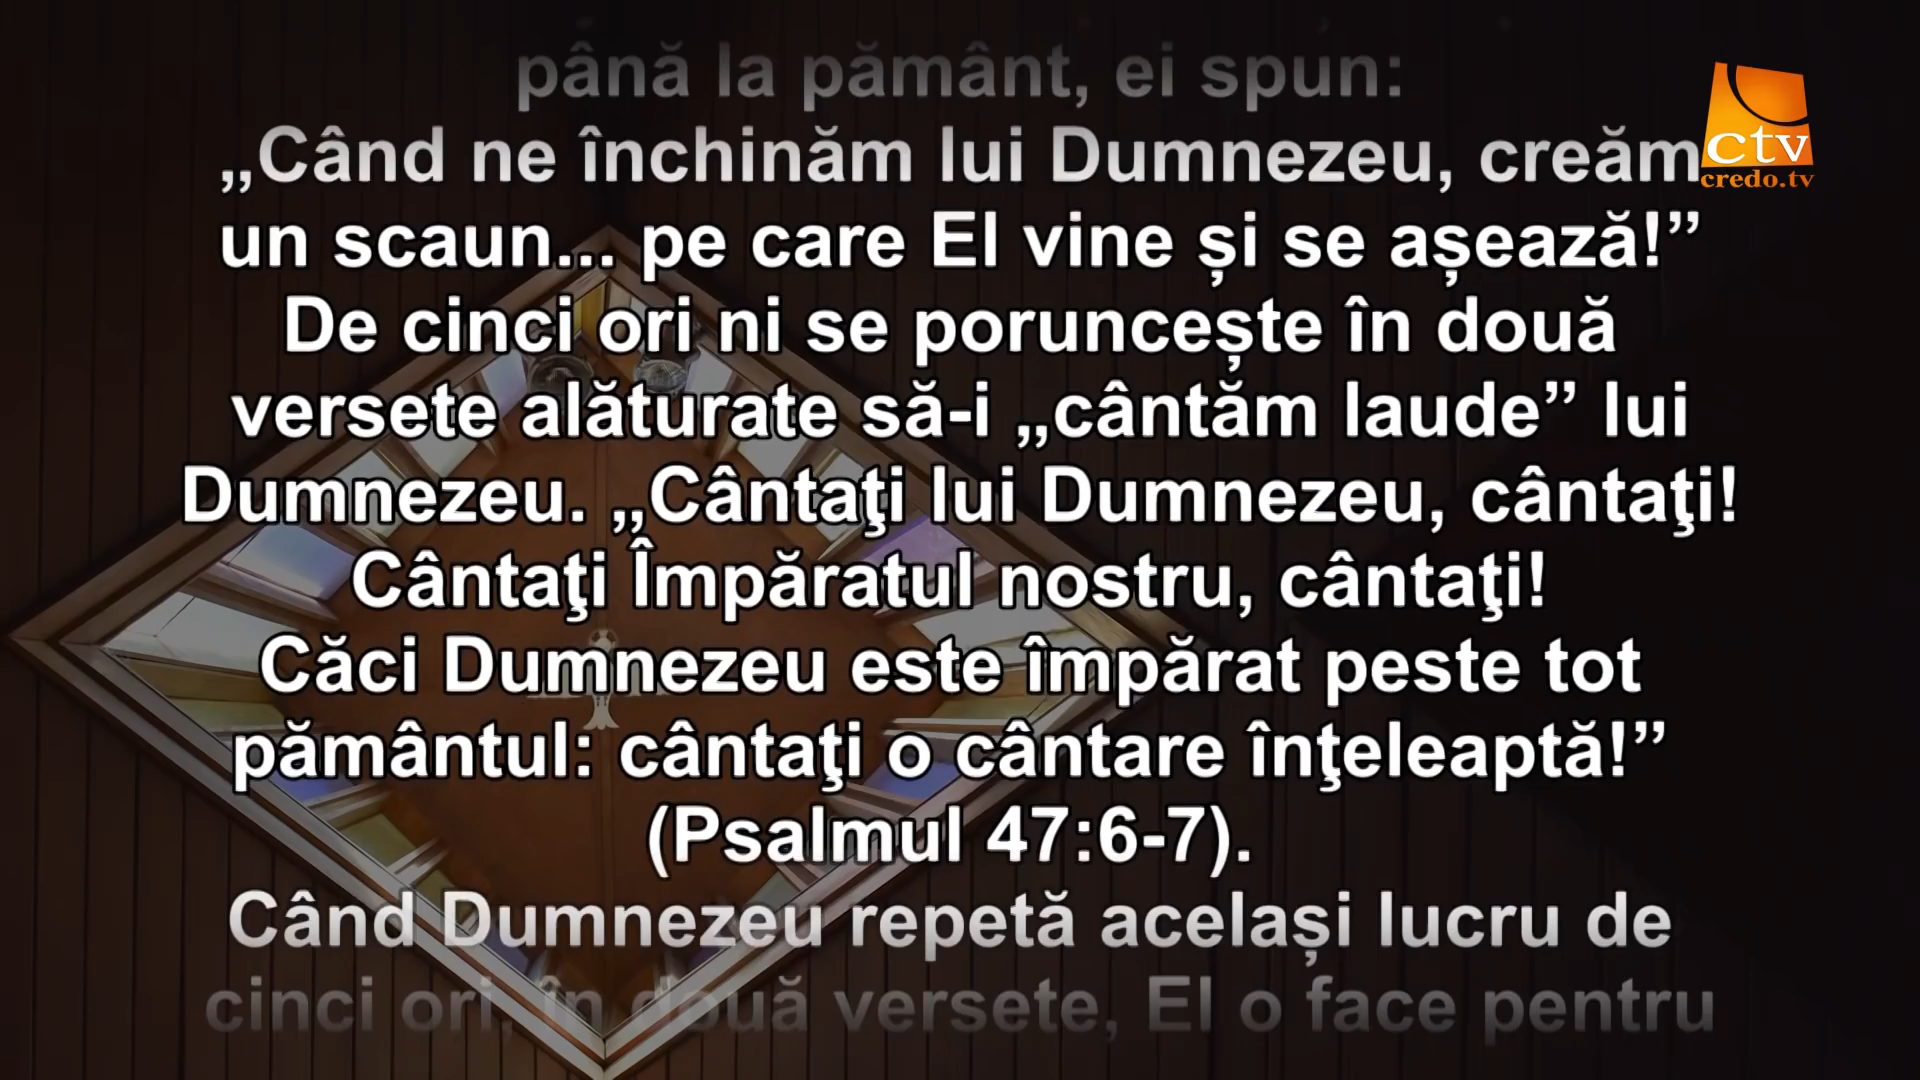 până la pământ, ei spun:
„Când ne închinăm lui Dumnezeu, creăm
un scaun... pe care El vine și se așează!”
De cinci ori ni se poruncește în două
versete alăturate să-i „cântăm laude” lui
Dumnezeu. „Cântaţi lui Dumnezeu, cântaţi!
Cântaţi Împăratul nostru, cântaţi!
Căci Dumnezeu este împărat peste tot
pământul: cântaţi o cântare înţeleaptă!”
(Psalmul 47:6-7).
Când Dumnezeu repetă același lucru de
cinci ori, în două versete, El o face pentru
ctv
credo.tv